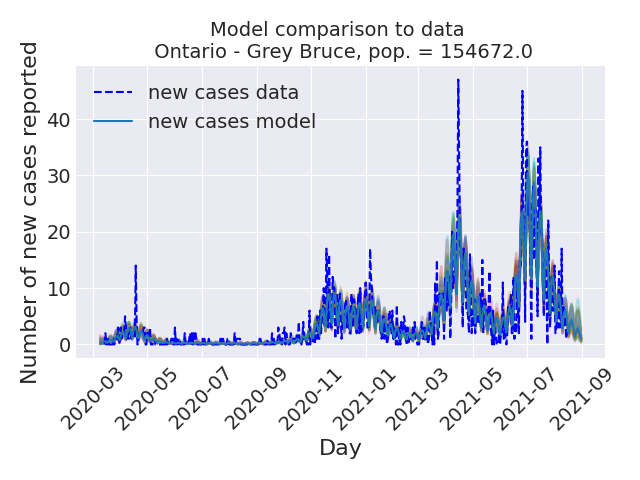 Model comparison to data
Ontario - Grey Bruce, pop. = 154672.0
Number of new cases reported
new cases data
new cases model
40
30
20
10
0
2020-03
2020-05
2020-07
2020-09
2020-11
2021-01
2021-03
2021-05
2021-07
2021-09
Day